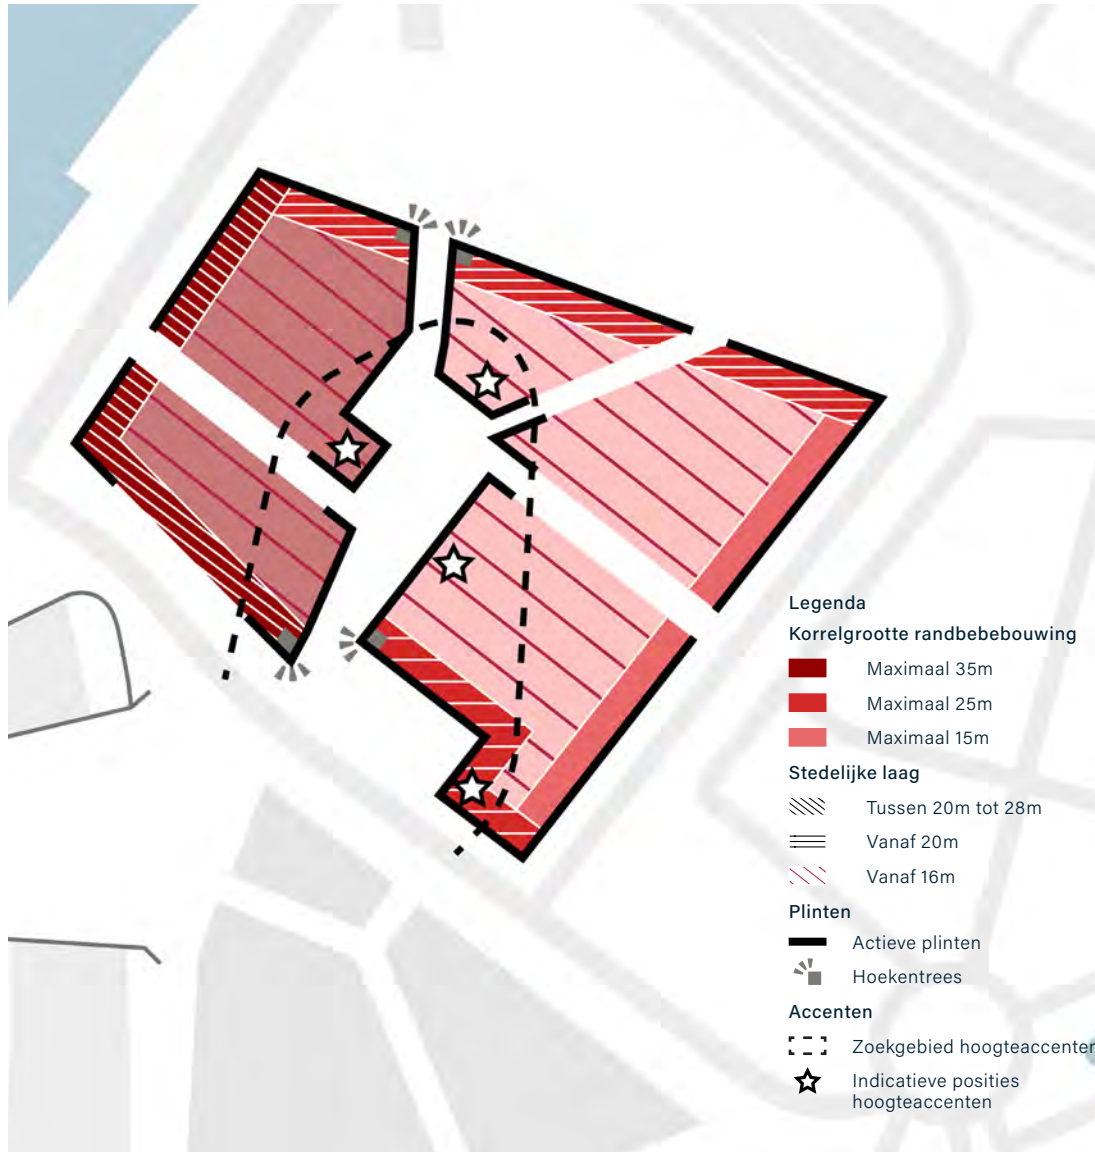 Legenda
Korrelgrootte randbebebouwing
Maximaal 35m
Maximaal 25m
Maximaal 15m
Stedelijke laag
Tussen 20m tot 28m
Vanaf 20m
Vanaf 16m
Plinten
Actieve plinten
Hoekentrees
Accenten
Zoekgebied hoogteaccenten
Indicatieve posities
hoogteaccenten